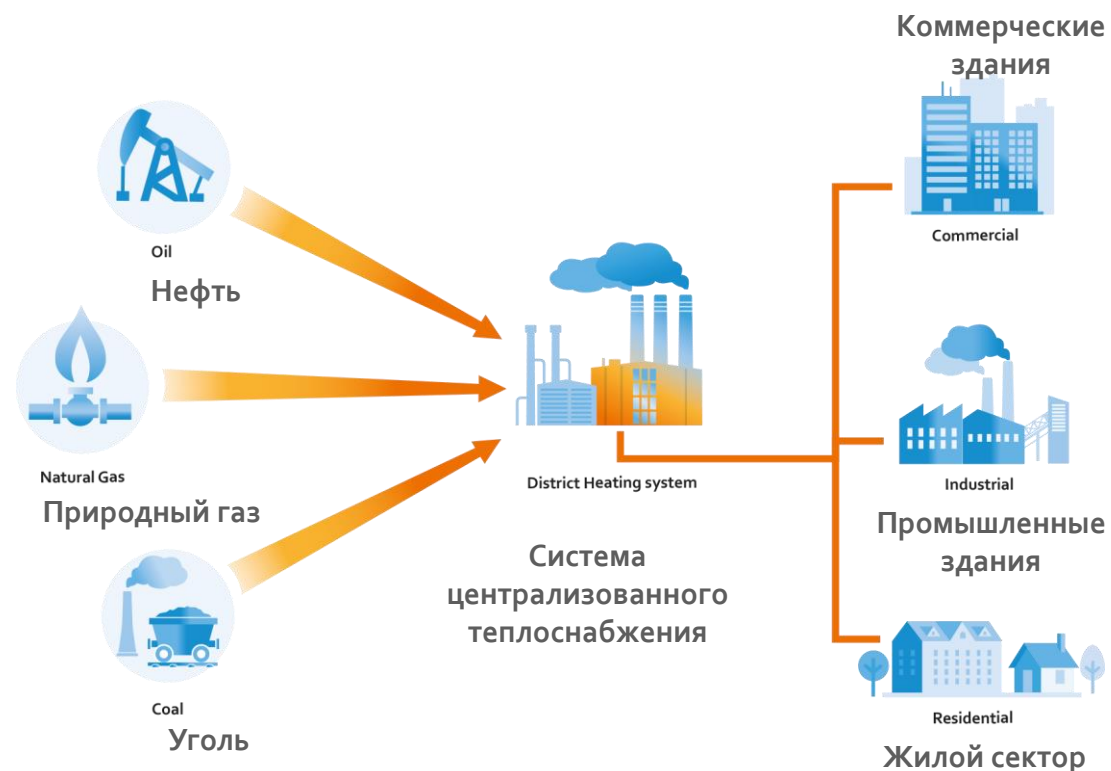 Oil
Нефть
Natural Gas
Природный газ
Coal
Уголь
District Heating system
Система
централизованного
теплоснабжения
Коммерческие
здания
Commercial
Industrial
Промышленные
здания
Residential
Жилой сектор